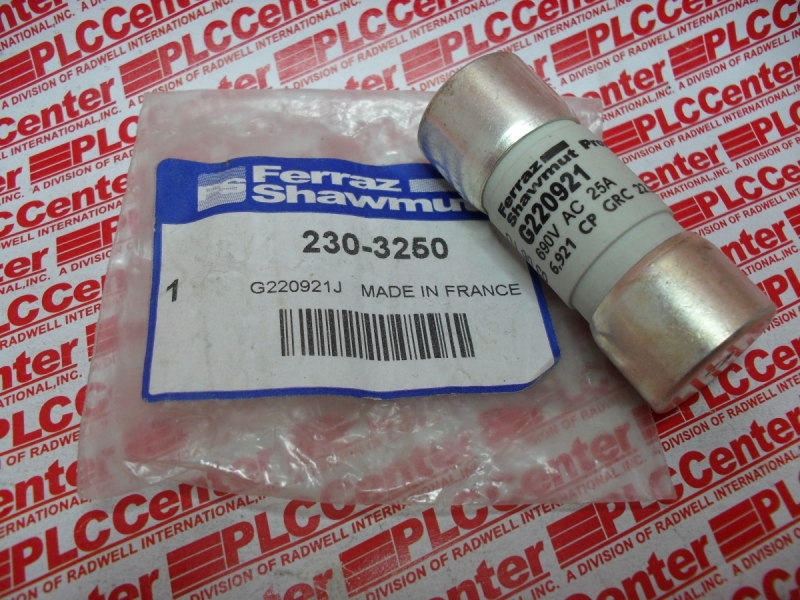 PLCCenter
A DIVISION OF RADWELL INTERNATIONAL, INC.
FS Ferraz
Shawmut
230-3250
1
G220921J MADE IN FRANCE
Ferraz
Shawmut
G220921
690V AC 25A
6.921 CP GRC